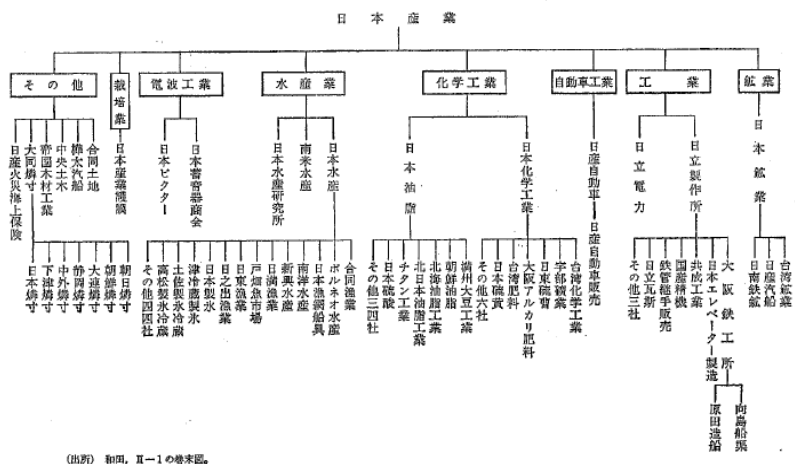 日本産業
鉱業
工業
自動車工業
化学工業
水産業
電波工業
栽培業
その他
日本鉱業
日立製作所
日立電力
日産自動車
日産自動車販売
日本化学工業
日本油脂
日本水産
南米水産
日本水産研究所
日本蓄音器商会
日本ビクター
日本産業護謨
合同土地
樺太汽船
中央土木
帝国木材工業
大同燐寸
日産火災海上保険
台湾鉱業
日産汽船
日南鉄鉱
大阪鉄工所
日本エレベーター製造
共成工業
国産精機
鉄管継手販売
日立瓦斯
その他三社
向島船渠
原田造船
台湾化学工業
宇部窒業
日東硫曹
大阪アルカリ肥料
台湾肥料
日本硫黄
その他六社
満州大豆工業
朝鮮油脂
北海油脂工業
北日本油脂工業
チタン工業
日本硫酸
その他三四社
合同漁業
ボルネオ水産
日本漁網船具
南洋水産
新興水産
日満漁業
戸畑魚市場
日東漁業
日之出漁業
日本製氷
津冷蔵製氷
土佐製氷冷蔵
高松製氷冷蔵
その他四四社
朝日燐寸
朝鮮燐寸
大連燐寸
静岡燐寸
中外燐寸
下津燐寸
日本燐寸
(出所) 和田，Ⅱ－1の巻末図。